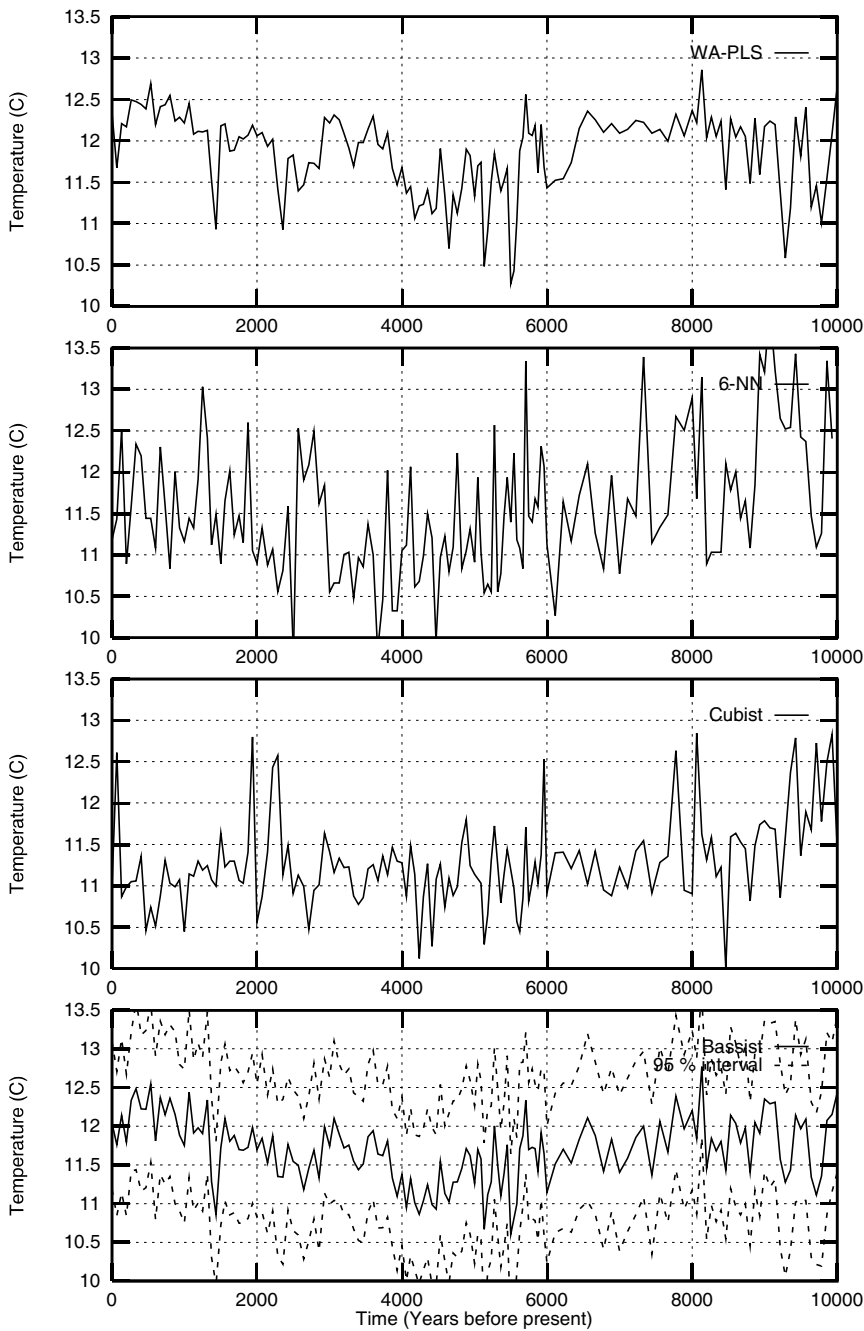 13.5
WA-PLS
13
12.5
12
11.5
11
10.5
10
Temperature (C)
0 2000 4000 6000 8000 10000
13.5
6-NN
13
12.5
12
11.5
11
10.5
10
Temperature (C)
0 2000 4000 6000 8000 10000
13.5
Cubist
13
12.5
12
11.5
11
10.5
10
Temperature (C)
0 2000 4000 6000 8000 10000
13.5
Bassist
13
95 % interval
12.5
12
11.5
11
10.5
10
Temperature (C)
0 2000 4000 6000 8000 10000
Time (Years before present)